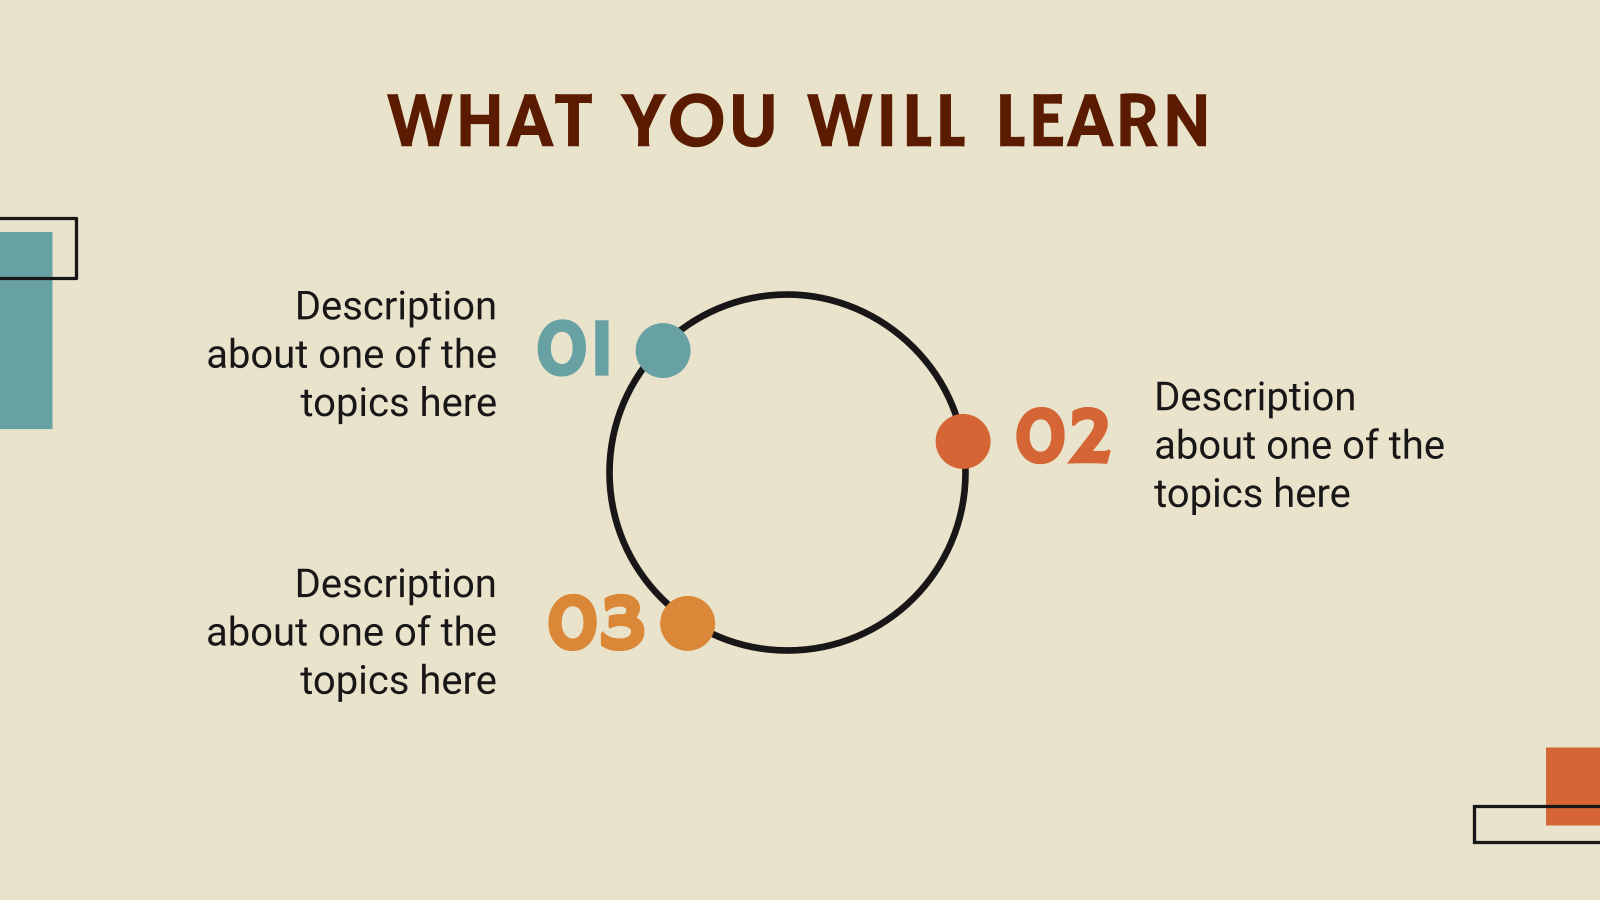 WHAT YOU WILL LEARN
01
Description
about one of the
topics here
02
Description
about one of the
topics here
03
Description
about one of the
topics here